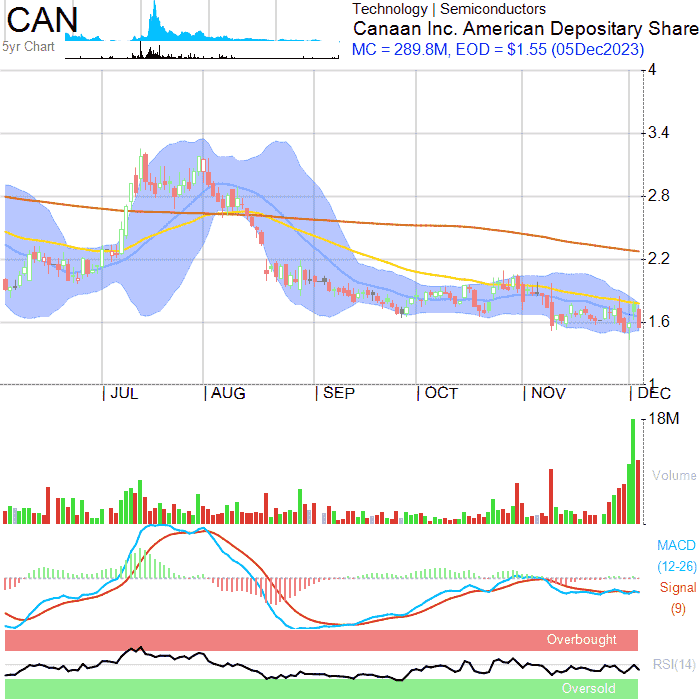 CAN
5yr Chart
Technology | Semiconductors
Canaan Inc. American Depositary Share
MC = 289.8M, EOD = $1.55 (05Dec2023)
4
3.4
2.8
2.2
1.6
1
| JUL | AUG | SEP | OCT | NOV | DEC
18M
Volume
MACD
(12-26)
Signal
(9)
Overbought
RSI(14)
Oversold